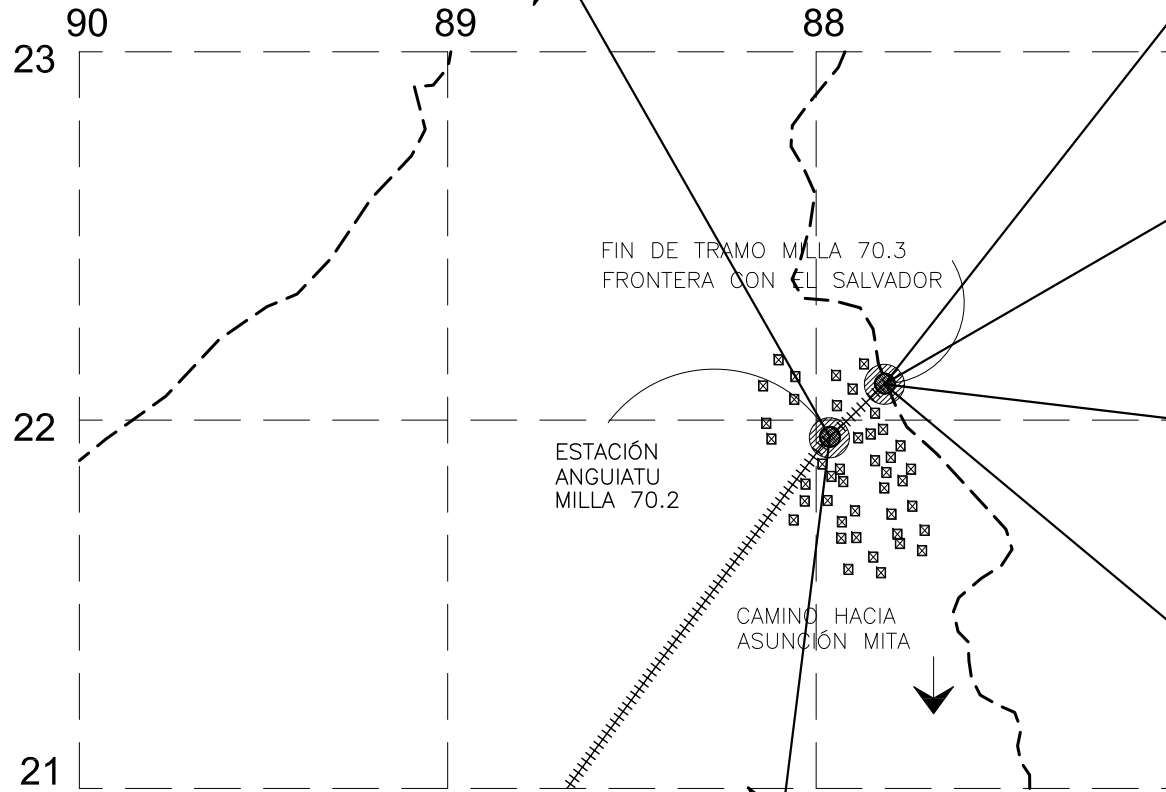 90
89
88
23
FIN DE TRAMO MILLA 70.3
FRONTERA CON EL SALVADOR
22
ESTACIÓN
ANGUIATU
MILLA 70.2
CAMINO HACIA
ASUNCIÓN MITA
21